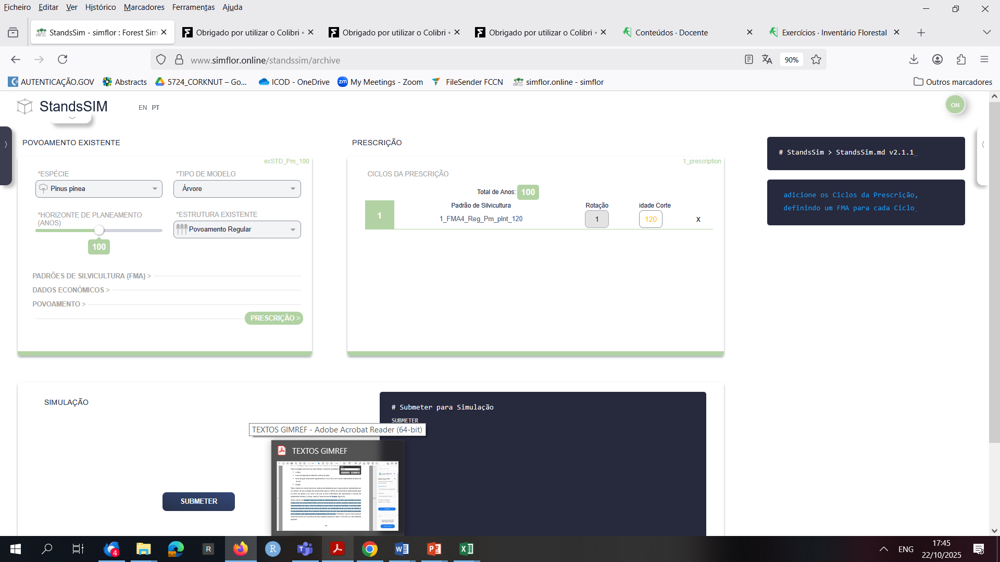 Ficheiro Editar Ver Histórico Marcadores Ferramentas Ajuda
StandsSim - simflor : Forest Sim
Obrigado por utilizar o Colibri •
Obrigado por utilizar o Colibri •
Obrigado por utilizar o Colibri •
Conteúdos · Docente
Exercícios · Inventário Florestal
www.simflor.online/standssim/archive
90%
AUTENTICAÇÃO.GOV
Abstracts
5724_CORKNUT – Go...
ICOD - OneDrive
zm My Meetings - Zoom
FileSender FCCN
simflor.online - simflor
Outros marcadores
StandsSIM
EN PT
ON
POVOAMENTO EXISTENTE
exSTD_Pm_100
*ESPÉCIE
Pinus pinea
*TIPO DE MODELO
Árvore
*HORIZONTE DE PLANEAMENTO
(ANOS)
100
*ESTRUTURA EXISTENTE
Povoamento Regular
PADRÕES DE SILVICULTURA (FMA) >
DADOS ECONÓMICOS >
POVOAMENTO >
PRESCRIÇÃO >
PRESCRIÇÃO
1_prescription
CICLOS DA PRESCRIÇÃO
Total de Anos: 100
Padrão de Silvicultura Rotação idade Corte
1 1_FMA4_Reg_Pm_plnt_120 1 120 X
# StandsSim > StandsSim.md v2.1.1_
adicione os Ciclos da Prescrição,
definindo um FMA para cada Ciclo_
SIMULAÇÃO
# Submeter para Simulação
SUBMETER
TEXTOS GIMREF - Adobe Acrobat Reader (64-bit)
TEXTOS GIMREF
SUBMETER
4
R
R
ENG
17:45
22/10/2025